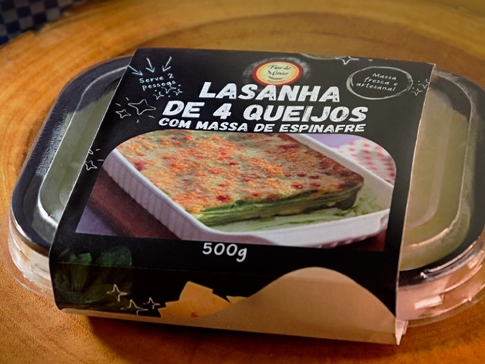 Serve 2
pessoas
Massa
fresca e
artesanal
LASANHA
DE 4 QUEIJOS
COM MASSA DE ESPINAFRE
500g